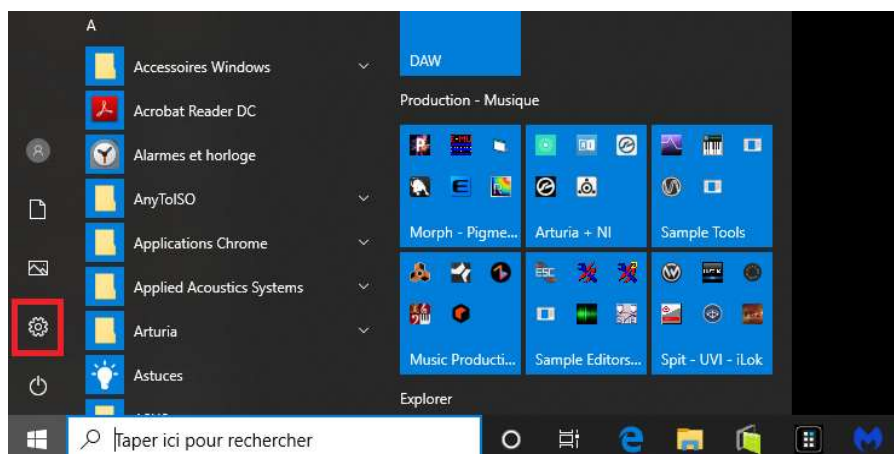 A
Accessoires Windows
Acrobat Reader DC
Alarmes et horloge
AnyToISO
Applications Chrome
Applied Acoustics Systems
Arturia
Astuces
DAW
Production - Musique
Morph - Pigme...
Arturia + NI
Sample Tools
Music Producti...
Sample Editors...
Spit - UVI - iLok
Explorer
Taper ici pour rechercher